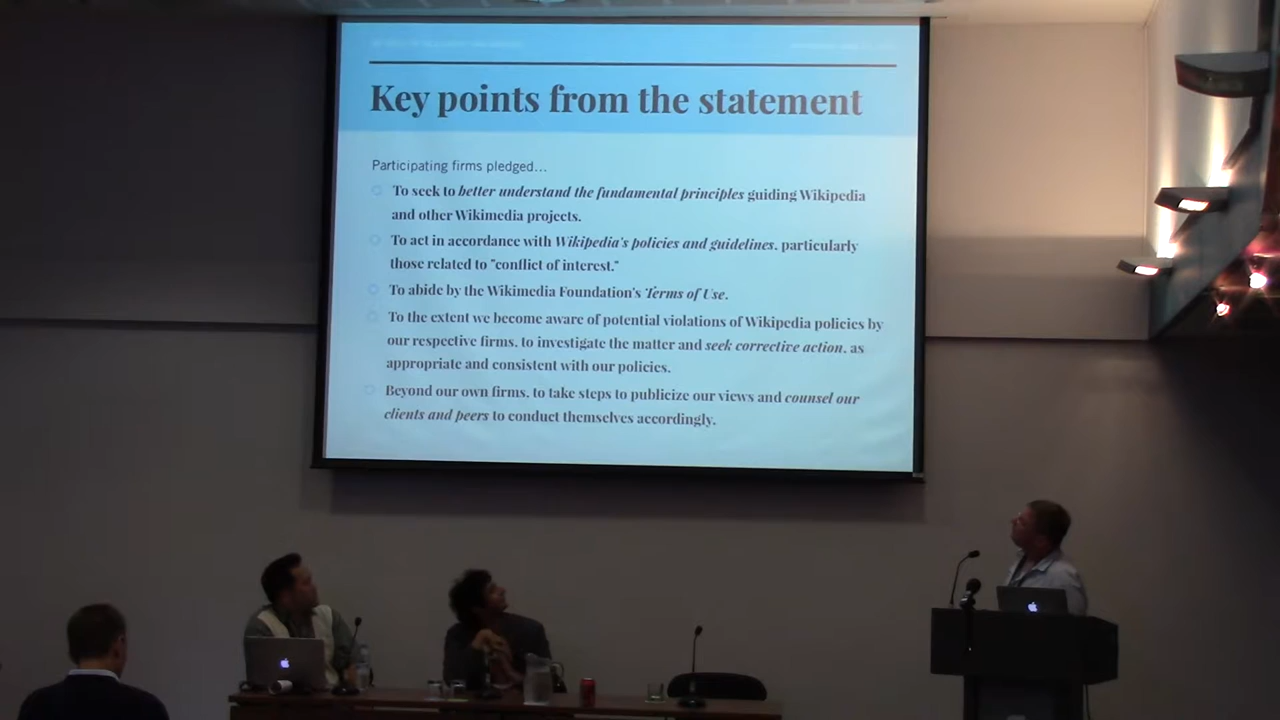 Key points from the statement
Participating firms pledged...
To seek to better understand the fundamental principles guiding Wikipedia
and other Wikimedia projects.
To act in accordance with Wikipedia's policies and guidelines, particularly
those related to "conflict of interest."
To abide by the Wikimedia Foundation's Terms of Use.
To the extent we become aware of potential violations of Wikipedia policies by
our respective firms, to investigate the matter and seek corrective action, as
appropriate and consistent with our policies.
Beyond our own firms, to take steps to publicize our views and counsel our
clients and peers to conduct themselves accordingly.